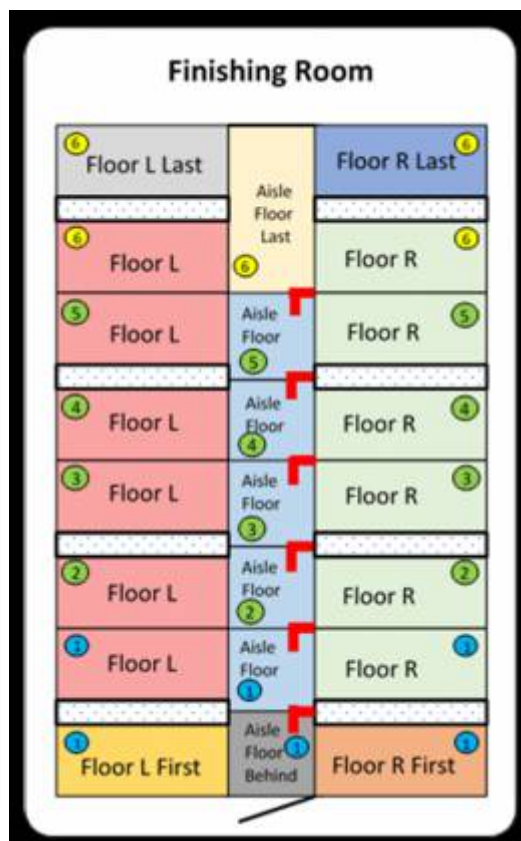 Finishing Room
6
Floor L Last
Aisle
Floor
Last
6
6
Floor R Last
6
Floor L
6
Floor R
5
Floor L
Aisle
Floor
5
5
Floor R
4
Floor L
Aisle
Floor
4
4
Floor R
3
Floor L
Aisle
Floor
3
3
Floor R
2
Floor L
Aisle
Floor
2
2
Floor R
1
Floor L
Aisle
Floor
1
1
Floor R
1
Floor L First
Aisle
Floor
Behind
1
1
Floor R First